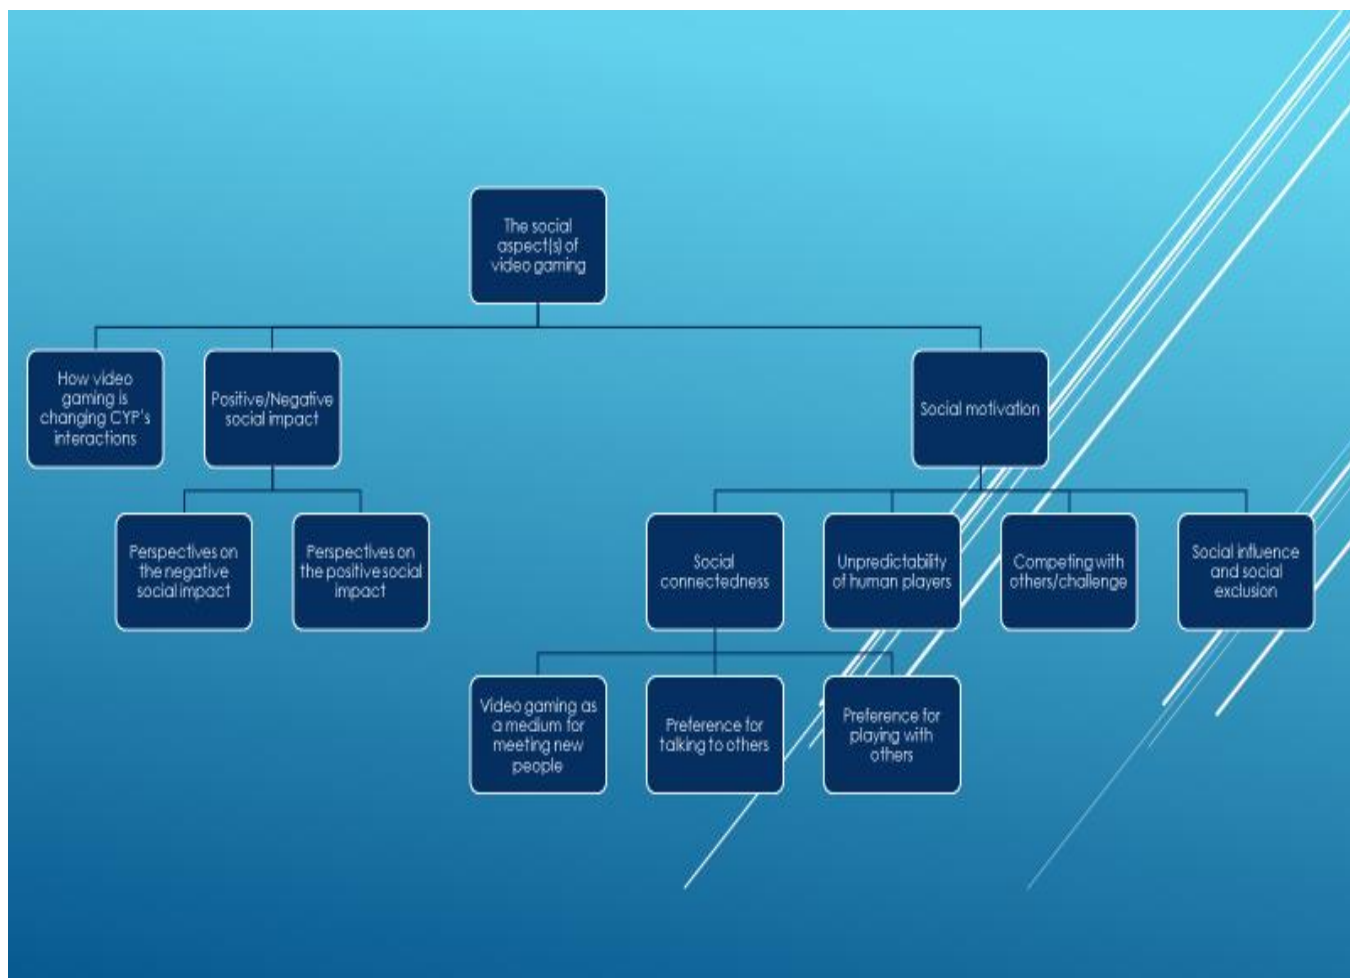 The social
aspect(s) of
video gaming
How video
gaming is
changing CYP's
interactions
Positive/Negative
social impact
Social motivation
Perspectives on
the negative
social impact
Perspectives on
the positive social
impact
Social
connectedness
Unpredictability
of human players
Competing with
others/challenge
Social influence
and social
exclusion
Video gaming as
a medium for
meeting new
people
Preference for
talking to others
Preference for
playing with
others